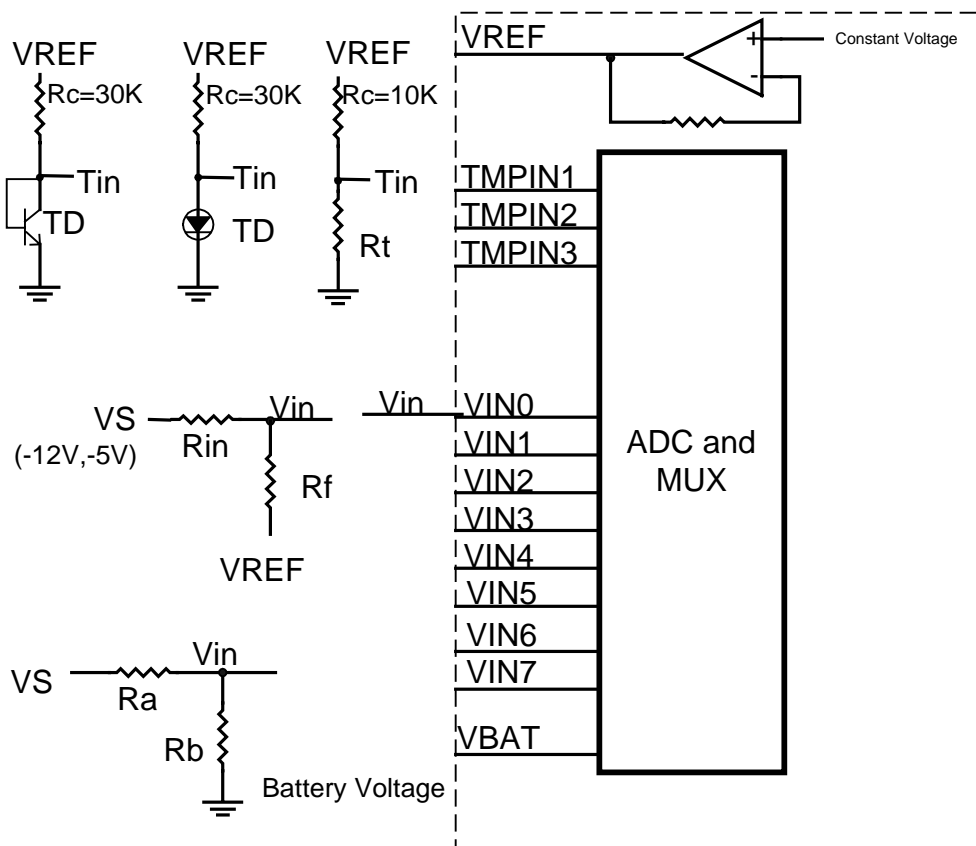 VREF
VREF
VREF
VREF
Constant Voltage
+
-
Rc=30K
Rc=30K
Rc=10K
Tin
Tin
Tin
TD
TD
Rt
TMPIN1
TMPIN2
TMPIN3
ADC and
MUX
VS
(-12V,-5V)
Rin
Vin
Rf
VREF
Vin
VIN0
VIN1
VIN2
VIN3
VIN4
VIN5
VIN6
VIN7
VBAT
VS
Ra
Vin
Rb
Battery Voltage